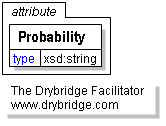 attribute
Probability
type xsd:string
The Drybridge Facilitator
www.drybridge.com